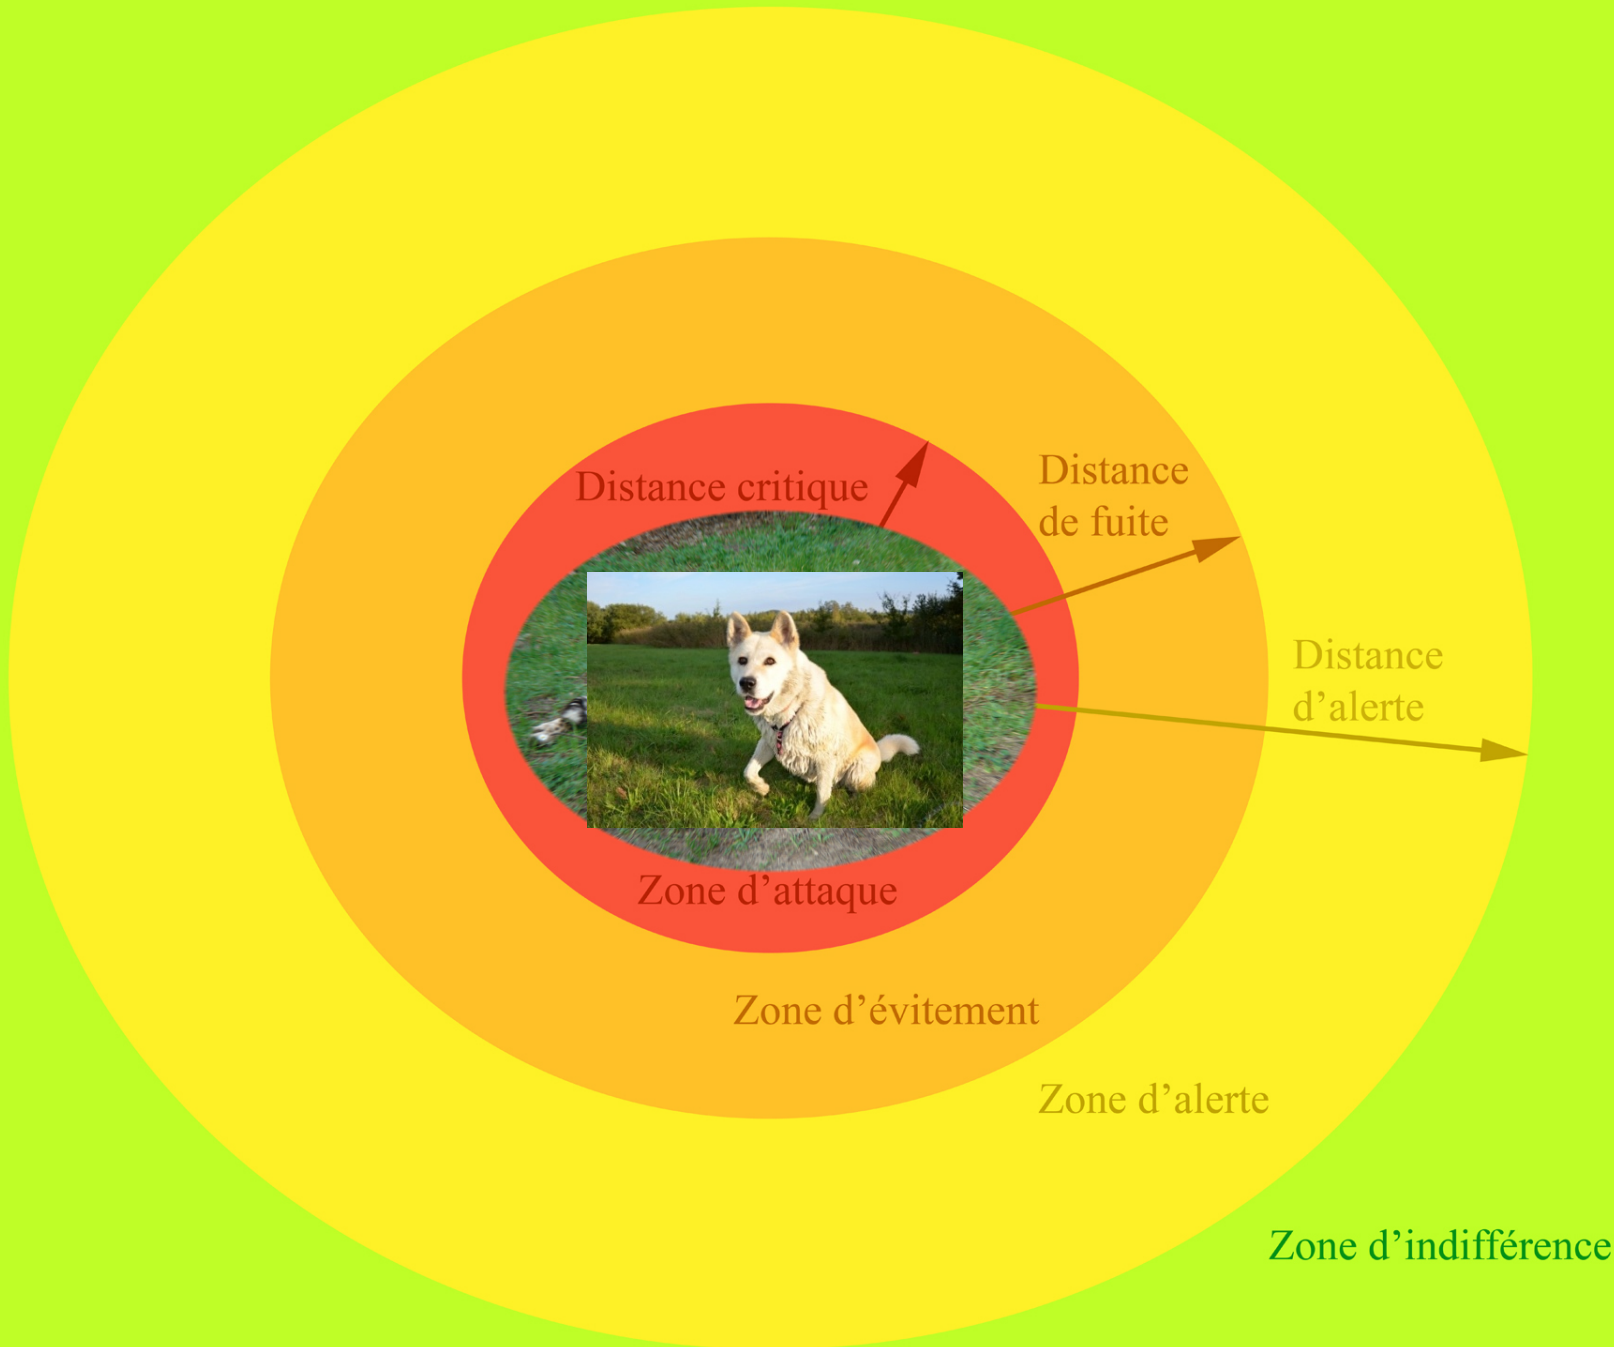 Distance critique
Distance
de fuite
Distance
d’alerte
Zone d’attaque
Zone d’évitement
Zone d’alerte
Zone d’indifférence